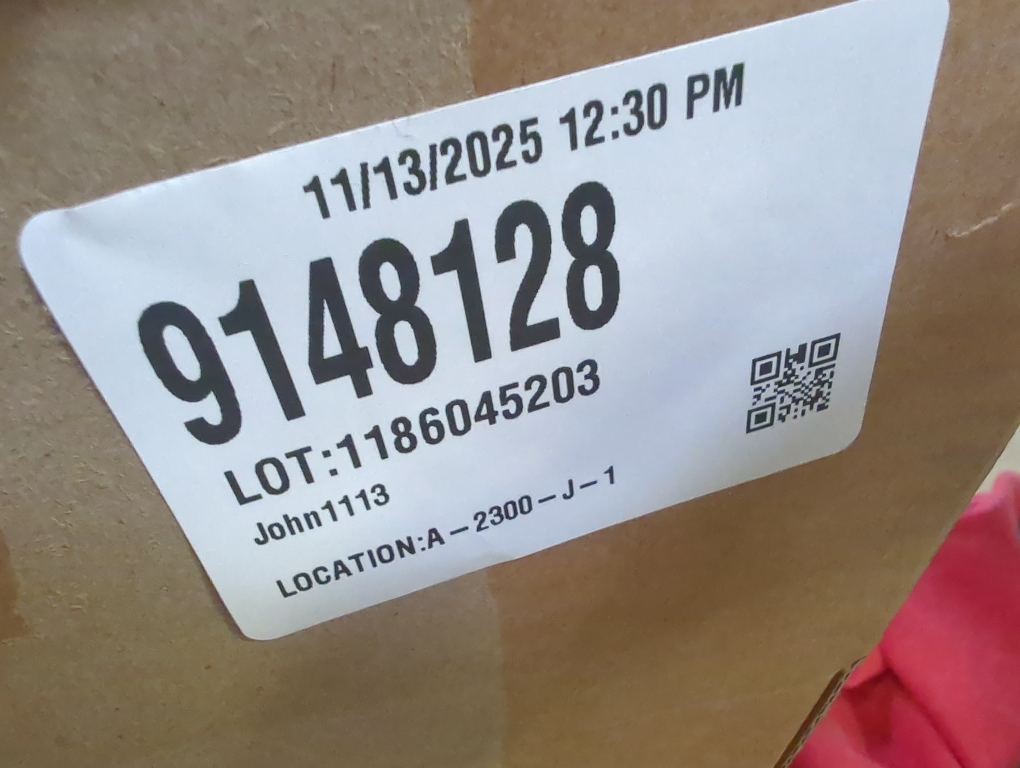 11/13/2025 12:30 PM
9148128
LOT:1186045203
John1113
LOCATION:A-2300-J-1